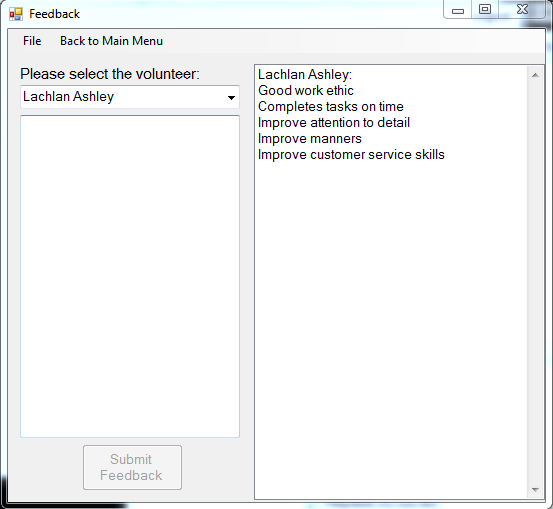 Feedback
File Back to Main Menu
Please select the volunteer:
Lachlan Ashley
Submit
Feedback
Lachlan Ashley:
Good work ethic
Completes tasks on time
Improve attention to detail
Improve manners
Improve customer service skills